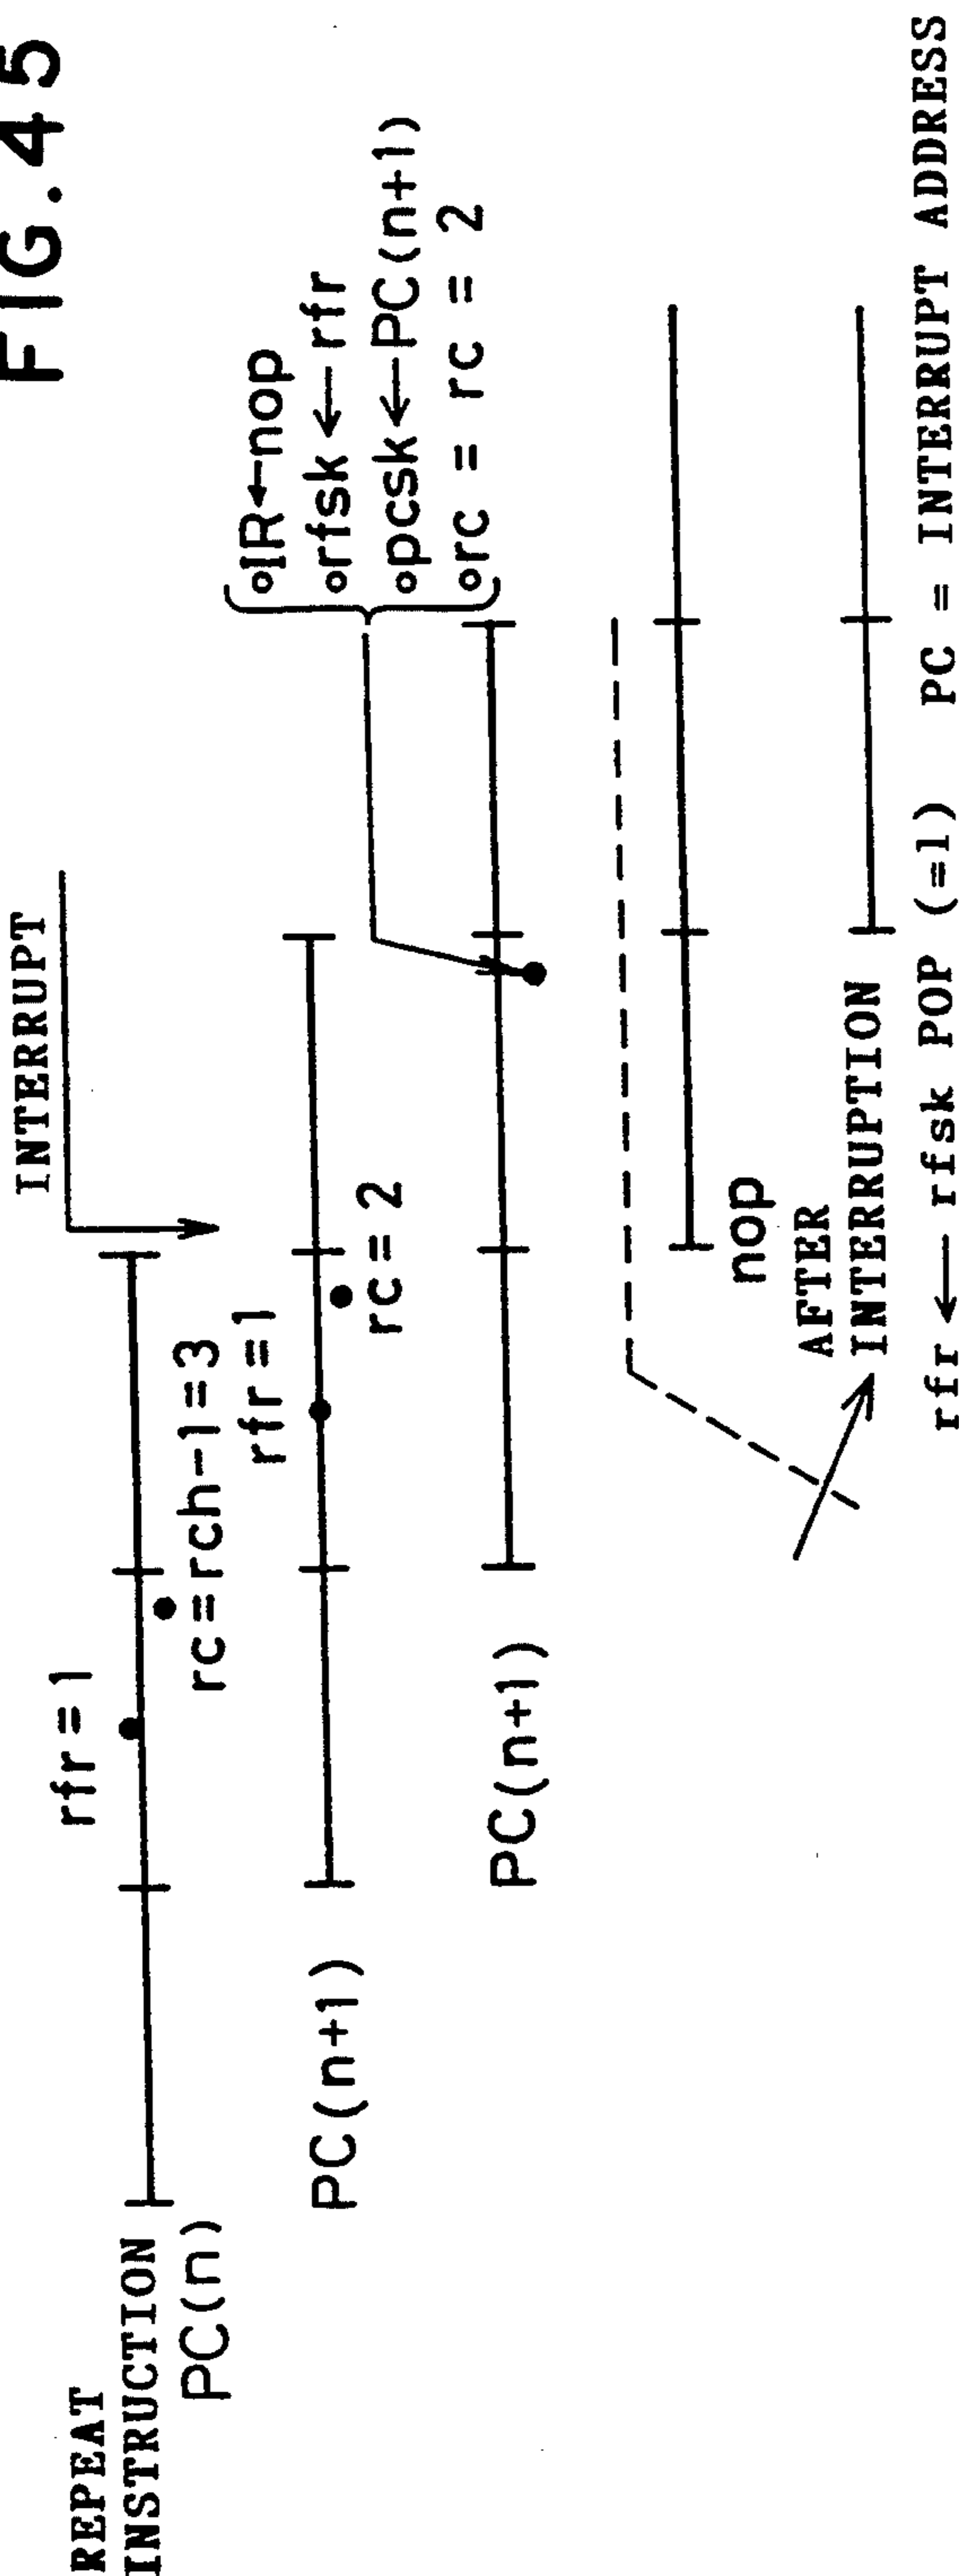 FIG. 45
INTERRUPT
REPEAT
INSTRUCTION
PC(n)
rfr=1
rc=rch-1=3
PC(n+1)
rfr=1
rc=2
∘IR←nop
∘rfsk←rfr
∘pcsk←PC(n+1)
∘rc = rc = 2
PC(n+1)
nop
AFTER
INTERRUPTION
rfr ← rfsk POP (=1) PC = INTERRUPT ADDRESS